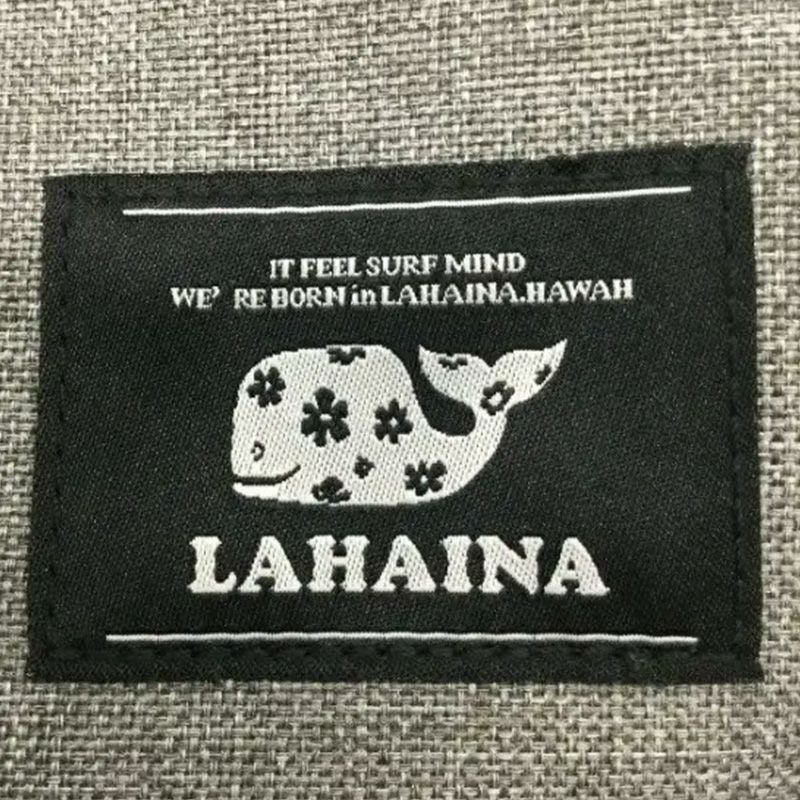 IT FEEL SURF MIND
WE' RE BORN in LAHAINA.HAWAH
LAHAINA